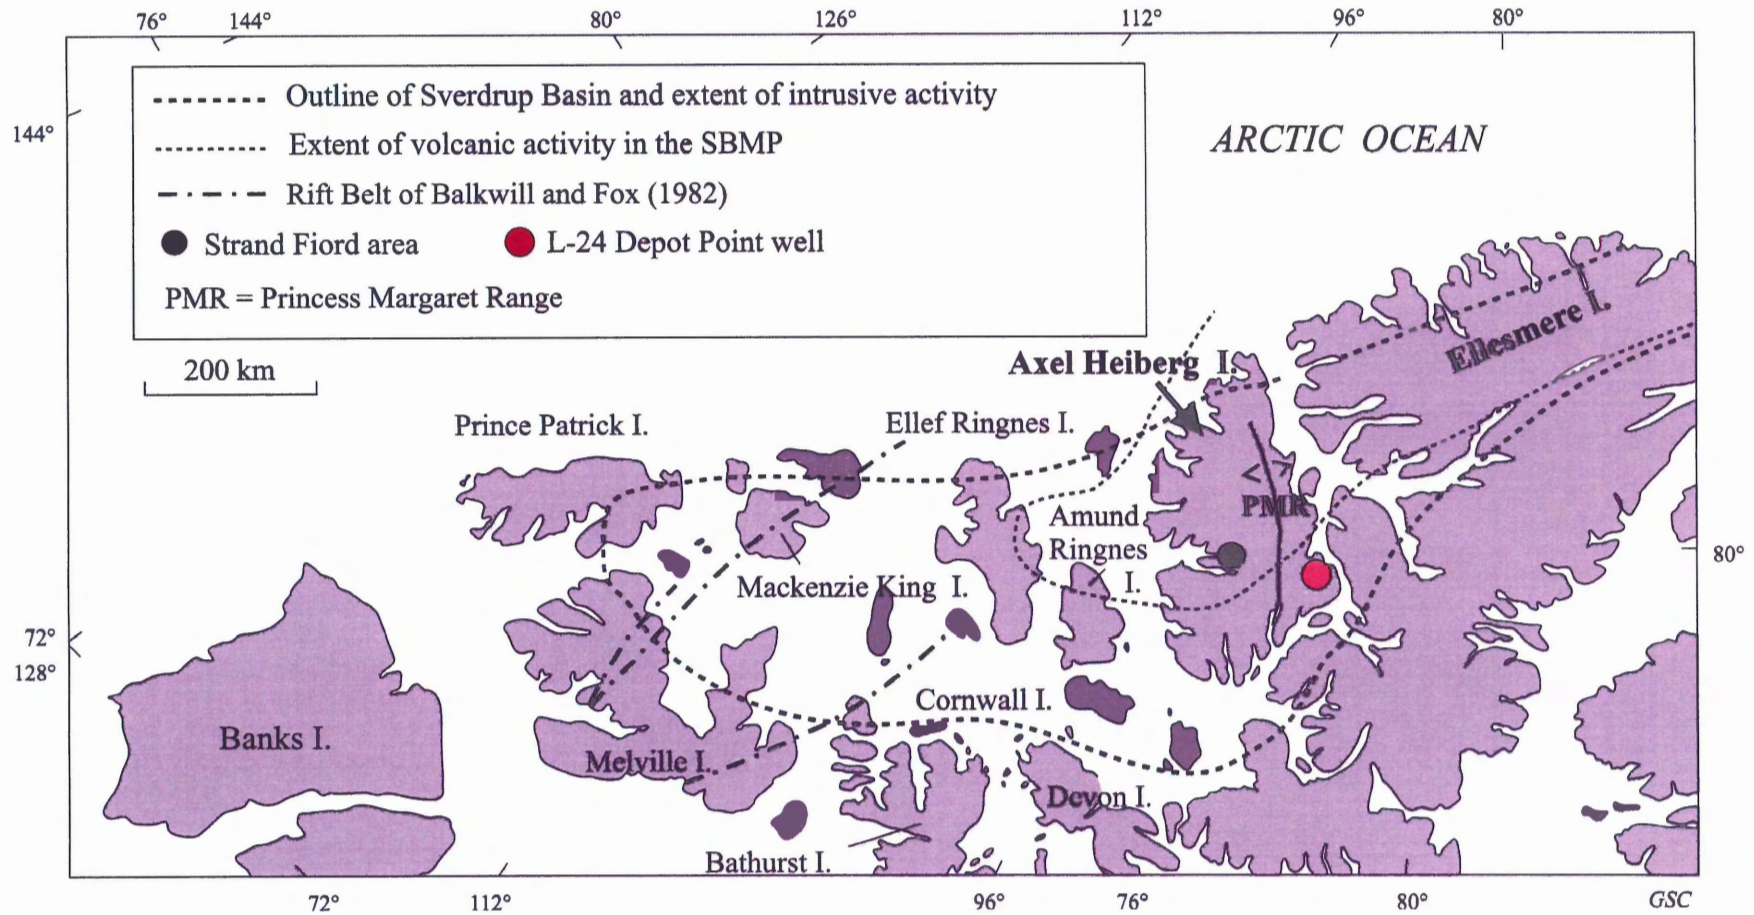 76° 144° 80° 126° 112° 96° 80°
Outline of Sverdrup Basin and extent of intrusive activity
Extent of volcanic activity in the SBMP
Rift Belt of Balkwill and Fox (1982)
Strand Fiord area L-24 Depot Point well
PMR = Princess Margaret Range
144°
ARCTIC OCEAN
200 km
Ellesmere I.
Axel Heiberg I.
Prince Patrick I.
Ellef Ringnes I.
< ?
PMR
Amund
Ringnes
I.
80°
Mackenzie King I.
72°
128°
Cornwall I.
Banks I.
Melville I.
Devon I.
Bathurst I.
72° 112° 96° 76° 80° GSC